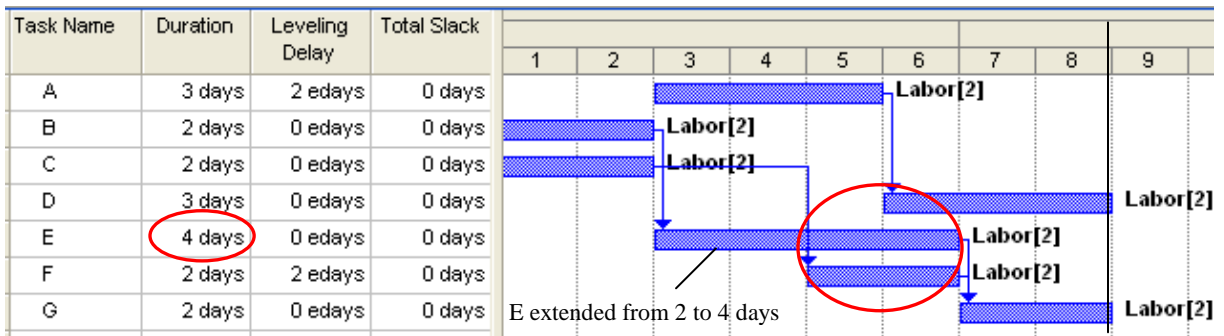 Task Name Duration Leveling Delay Total Slack
1 2 3 4 5 6 7 8 9
A 3 days 2 edays 0 days Labor[2]
B 2 days 0 edays 0 days Labor[2]
C 2 days 0 edays 0 days Labor[2]
D 3 days 0 edays 0 days Labor[2]
E 4 days 0 edays 0 days Labor[2]
F 2 days 2 edays 0 days Labor[2]
G 2 days 0 edays 0 days E extended from 2 to 4 days Labor[2]